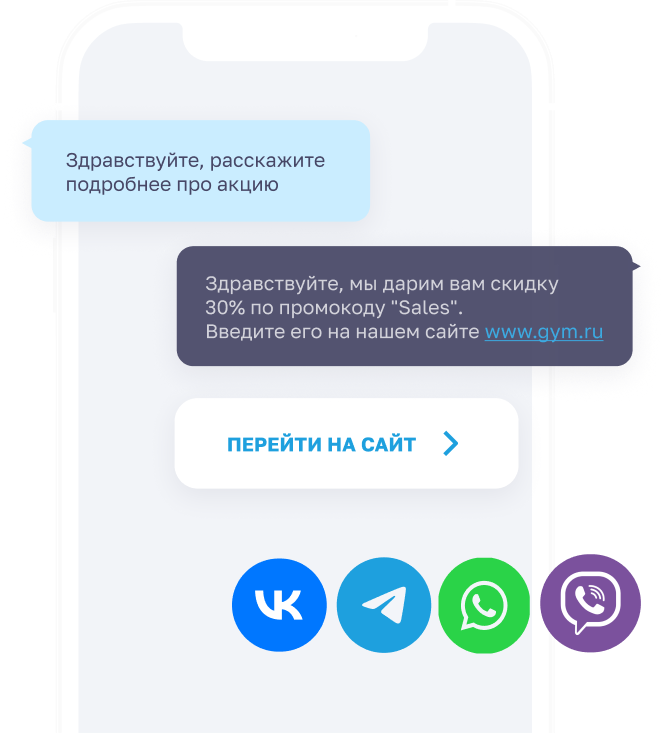 Здравствуйте, расскажите
подробнее про акцию
Здравствуйте, мы дарим вам скидку
30% по промокоду "Sales".
Введите его на нашем сайте www.gym.ru
ПЕРЕЙТИ НА САЙТ